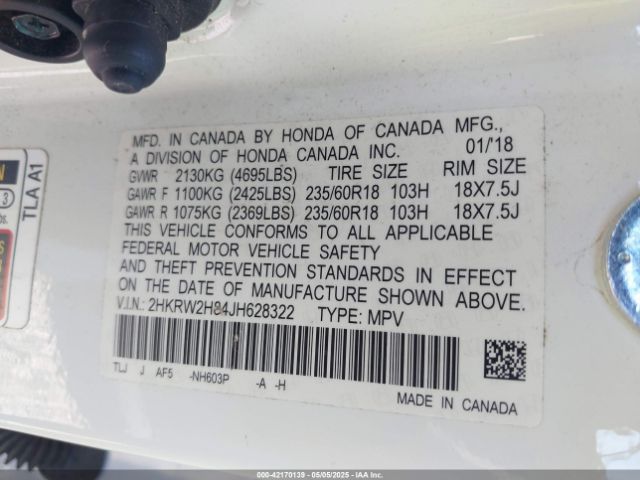 MFD. IN CANADA BY HONDA OF CANADA MFG.,
A DIVISION OF HONDA CANADA INC. 01/18
GVWR 2130KG (4695LBS) TIRE SIZE RIM SIZE
GAWR F 1100KG (2425LBS) 235/60R18 103H 18X7.5J
GAWR R 1075KG (2369LBS) 235/60R18 103H 18X7.5J
THIS VEHICLE CONFORMS TO ALL APPLICABLE
FEDERAL MOTOR VEHICLE SAFETY
AND THEFT PREVENTION STANDARDS IN EFFECT
ON THE DATE OF MANUFACTURE SHOWN ABOVE.
V.I.N.: 2HKRW2H84JH628322 TYPE: MPV
TLJ J AF5 -NH603P -A -H
MADE IN CANADA
TLA A1
3
000-42170139 - 05/05/2025 - IAAI.COM